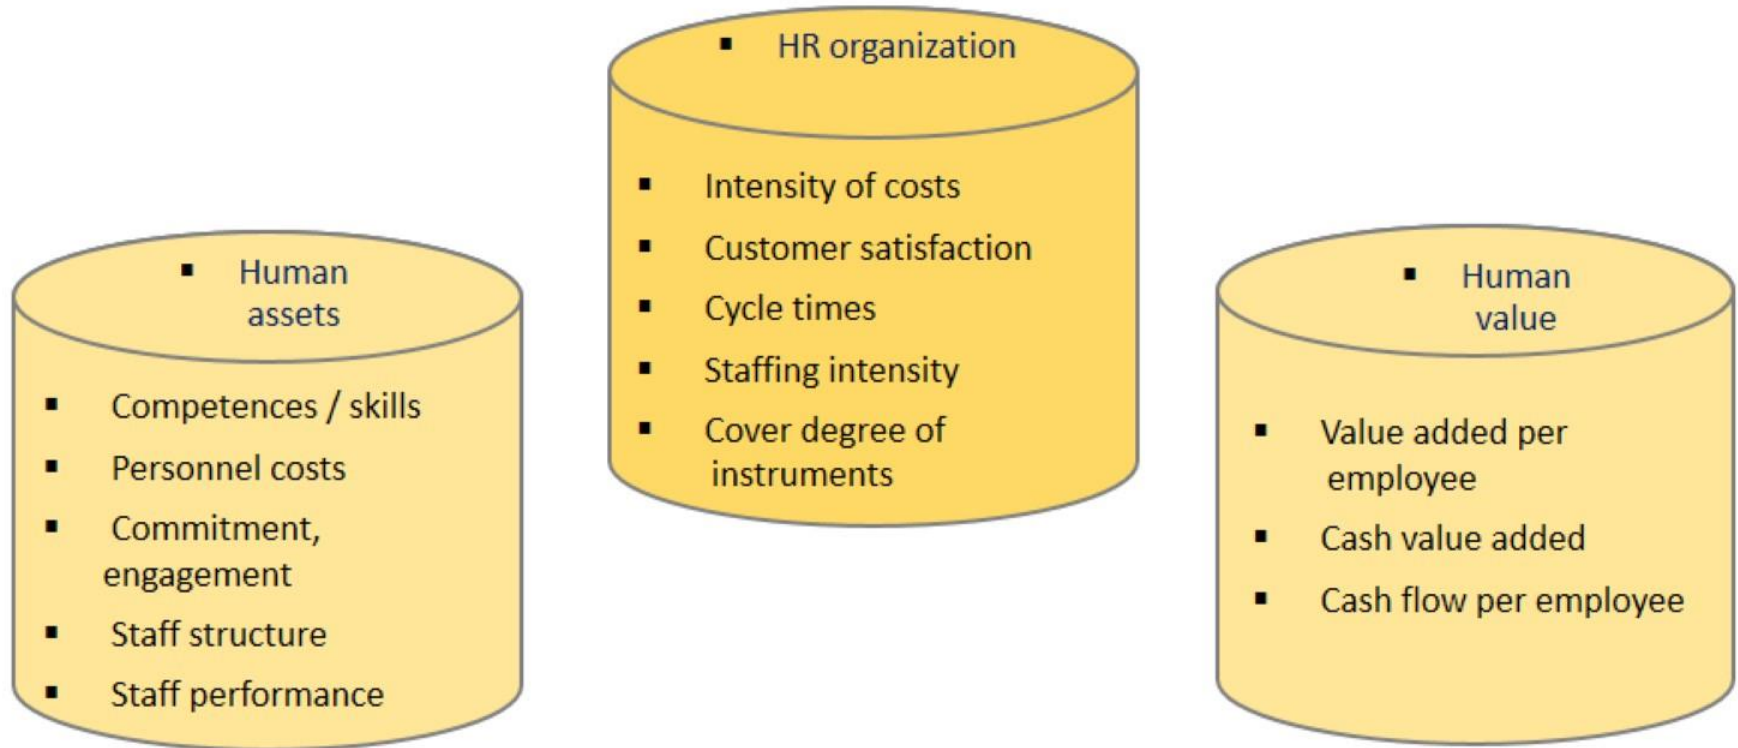 ▪ HR organization
▪ Intensity of costs
▪ Customer satisfaction
▪ Cycle times
▪ Staffing intensity
▪ Cover degree of
instruments
▪ Human
assets
▪ Competences / skills
▪ Personnel costs
▪ Commitment,
engagement
▪ Staff structure
▪ Staff performance
▪ Human
value
▪ Value added per
employee
▪ Cash value added
▪ Cash flow per employee